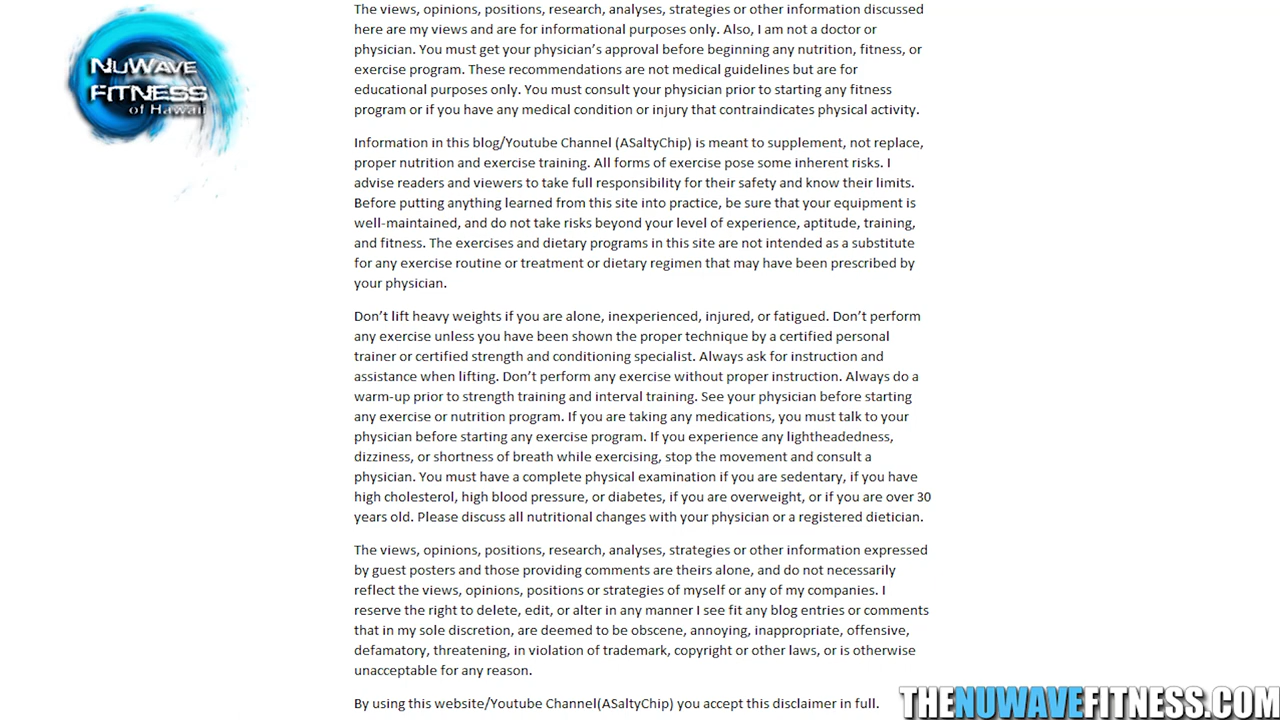 NUWAVE
FITNESS
of Hawaii
The views, opinions, positions, research, analyses, strategies or other information discussed
here are my views and are for informational purposes only. Also, I am not a doctor or
physician. You must get your physician’s approval before beginning any nutrition, fitness, or
exercise program. These recommendations are not medical guidelines but are for
educational purposes only. You must consult your physician prior to starting any fitness
program or if you have any medical condition or injury that contraindicates physical activity.
Information in this blog/Youtube Channel (ASaltyChip) is meant to supplement, not replace,
proper nutrition and exercise training. All forms of exercise pose some inherent risks. I
advise readers and viewers to take full responsibility for their safety and know their limits.
Before putting anything learned from this site into practice, be sure that your equipment is
well-maintained, and do not take risks beyond your level of experience, aptitude, training,
and fitness. The exercises and dietary programs in this site are not intended as a substitute
for any exercise routine or treatment or dietary regimen that may have been prescribed by
your physician.
Don’t lift heavy weights if you are alone, inexperienced, injured, or fatigued. Don’t perform
any exercise unless you have been shown the proper technique by a certified personal
trainer or certified strength and conditioning specialist. Always ask for instruction and
assistance when lifting. Don’t perform any exercise without proper instruction. Always do a
warm-up prior to strength training and interval training. See your physician before starting
any exercise or nutrition program. If you are taking any medications, you must talk to your
physician before starting any exercise program. If you experience any lightheadedness,
dizziness, or shortness of breath while exercising, stop the movement and consult a
physician. You must have a complete physical examination if you are sedentary, if you have
high cholesterol, high blood pressure, or diabetes, if you are overweight, or if you are over 30
years old. Please discuss all nutritional changes with your physician or a registered dietician.
The views, opinions, positions, research, analyses, strategies or other information expressed
by guest posters and those providing comments are theirs alone, and do not necessarily
reflect the views, opinions, positions or strategies of myself or any of my companies. I
reserve the right to delete, edit, or alter in any manner I see fit any blog entries or comments
that in my sole discretion, are deemed to be obscene, annoying, inappropriate, offensive,
defamatory, threatening, in violation of trademark, copyright or other laws, or is otherwise
unacceptable for any reason.
By using this website/Youtube Channel(ASaltyChip) you accept this disclaimer in full.
THENUWAVEFITNESS.COM